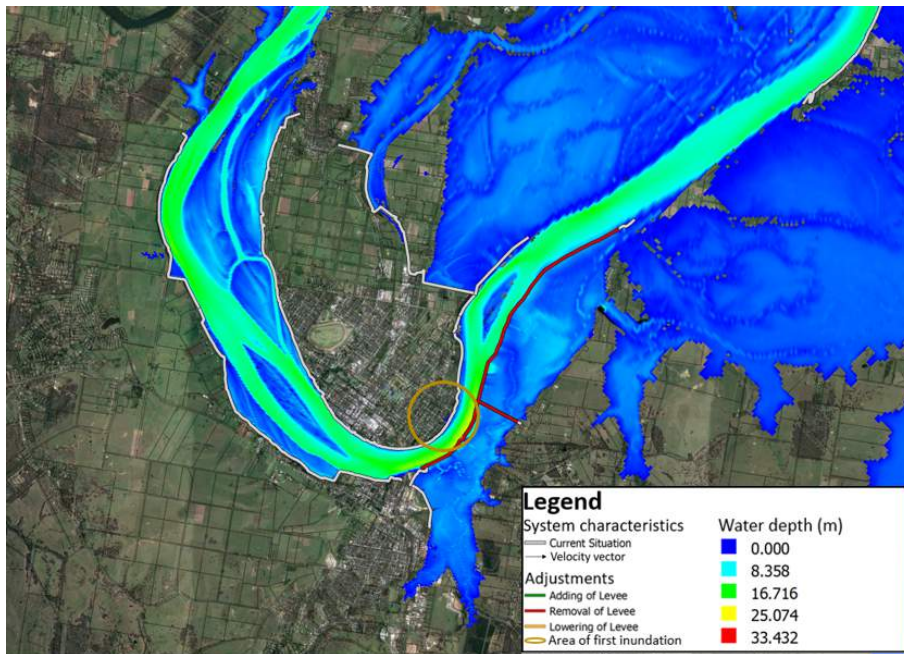 Legend
System characteristics
Current Situation
Velocity vector
Adjustments
Adding of Levee
Removal of Levee
Lowering of Levee
Area of first inundation
Water depth (m)
0.000
8.358
16.716
25.074
33.432